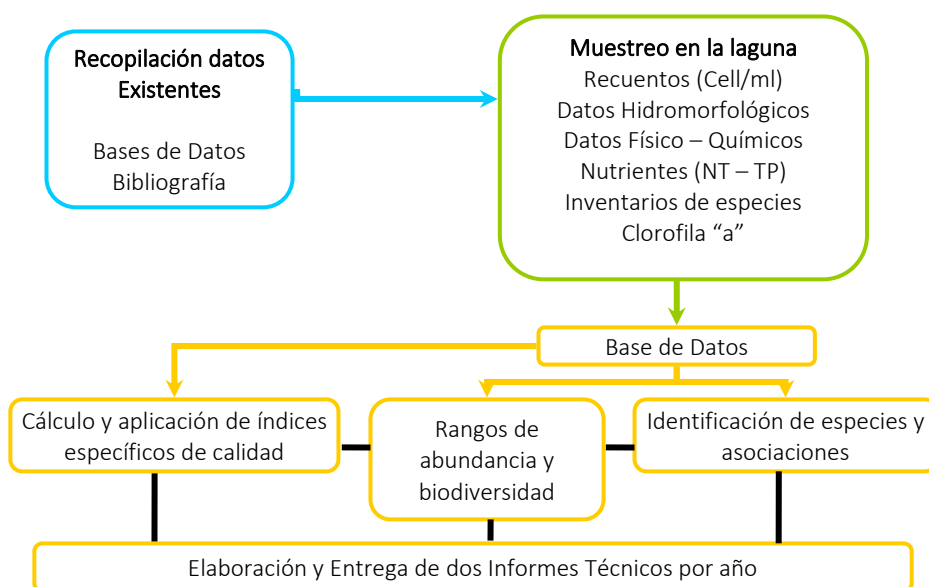 Recopilación datos
Existentes
Bases de Datos
Bibliografía
Muestreo en la laguna
Recuentos (Cell/ml)
Datos Hidromorfológicos
Datos Físico – Químicos
Nutrientes (NT – TP)
Inventarios de especies
Clorofila “a”
Base de Datos
Cálculo y aplicación de índices
específicos de calidad
Rangos de
abundancia y
biodiversidad
Identificación de especies y
asociaciones
Elaboración y Entrega de dos Informes Técnicos por año